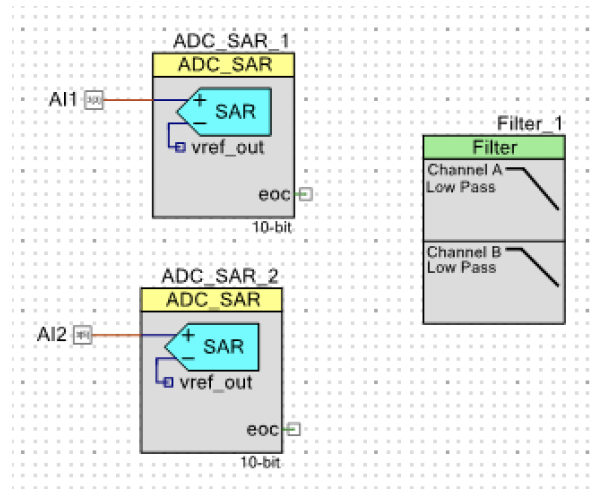 ADC_SAR_1
ADC_SAR
AI1
+
SAR
−
vref_out
eoc
10-bit
Filter_1
Filter
Channel A
Low Pass
Channel B
Low Pass
ADC_SAR_2
ADC_SAR
AI2
+
SAR
−
vref_out
eoc
10-bit